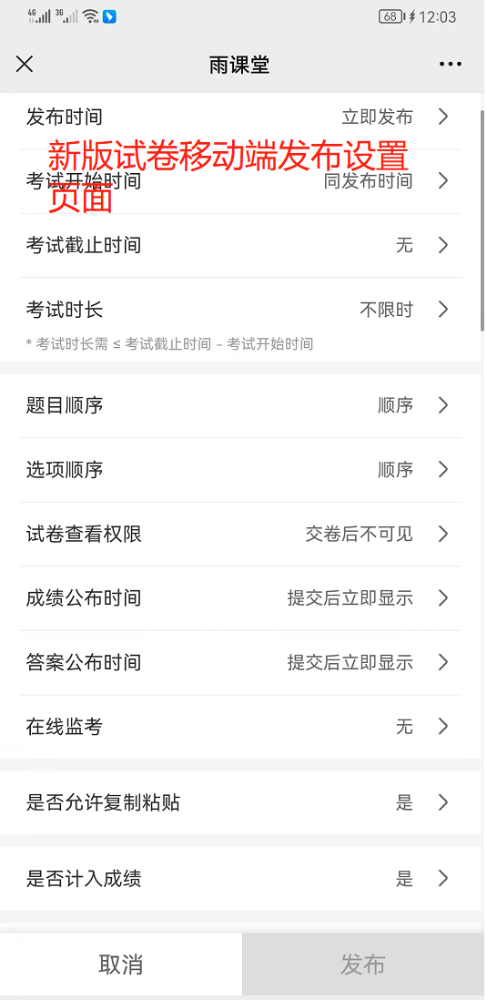 4G 3G 68 12:03
雨课堂
发布时间 立即发布
新版试卷移动端发布设置
考试开始时间 同发布时间
页面
考试截止时间 无
考试时长 不限时
* 考试时长需 ≤ 考试截止时间 - 考试开始时间
题目顺序 顺序
选项顺序 顺序
试卷查看权限 交卷后不可见
成绩公布时间 提交后立即显示
答案公布时间 提交后立即显示
在线监考 无
是否允许复制粘贴 是
是否计入成绩 是
取消 发布